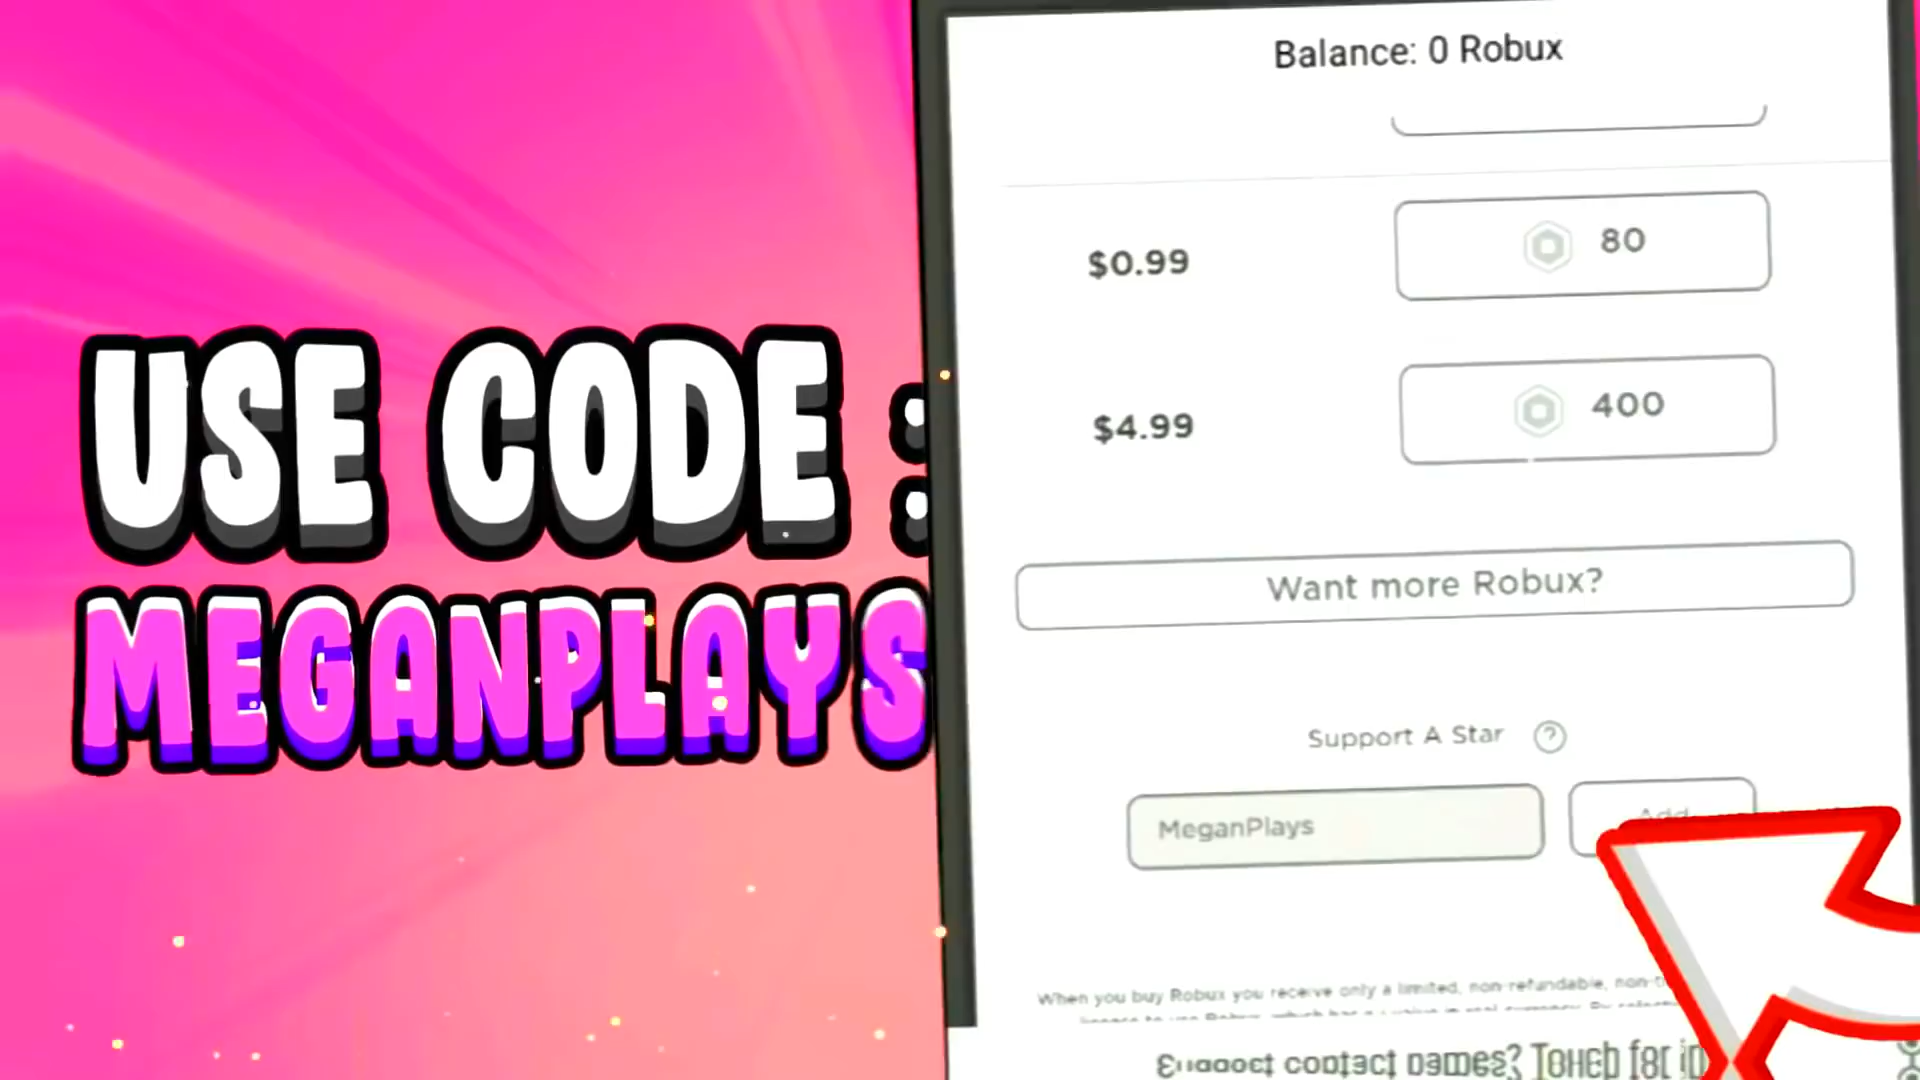 USE CODE :
MEGANPLAYS
Balance: 0 Robux
$0.99
80
$4.99
400
Want more Robux?
Support A Star ?
MeganPlays
Add
When you buy Robux you receive only a limited, non-refundable,